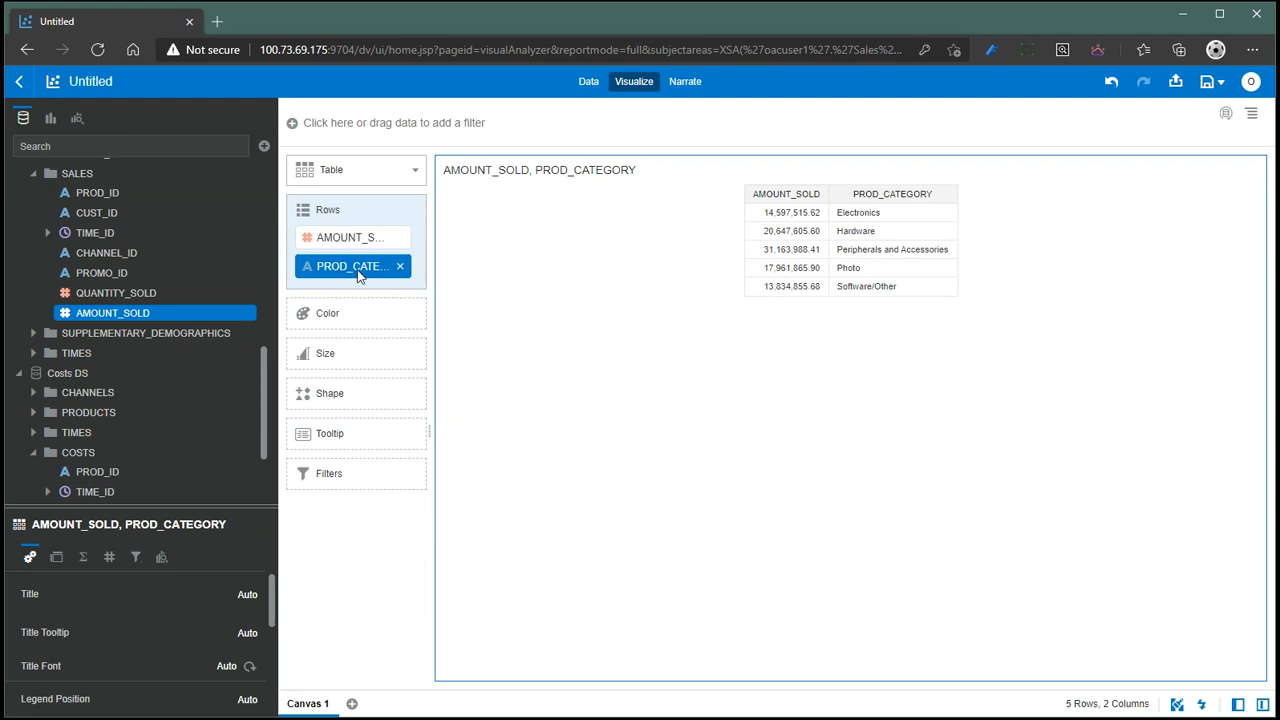 Untitled
Not secure
100.73.69.175:9704/dv/ui/home.jsp?pageid=visualAnalyzer&reportmode=full&subjectareas=XSA(%27oacuser1%27.%27Sales%2...
Untitled
Data
Visualize
Narrate
O
Search
SALES
PROD_ID
CUST_ID
TIME_ID
CHANNEL_ID
PROMO_ID
QUANTITY_SOLD
AMOUNT_SOLD
SUPPLEMENTARY_DEMOGRAPHICS
TIMES
Costs DS
CHANNELS
PRODUCTS
TIMES
COSTS
PROD_ID
TIME_ID
AMOUNT_SOLD, PROD_CATEGORY
Title Auto
Title Tooltip Auto
Title Font Auto
Legend Position Auto
Click here or drag data to add a filter
Table
Rows
AMOUNT_S...
PROD_CATE...
Color
Size
Shape
Tooltip
Filters
AMOUNT_SOLD, PROD_CATEGORY
AMOUNT_SOLD PROD_CATEGORY
14,597,515.62 Electronics
20,647,605.60 Hardware
31,163,988.41 Peripherals and Accessories
17,961,865.90 Photo
13,834,855.68 Software/Other
Canvas 1
5 Rows, 2 Columns